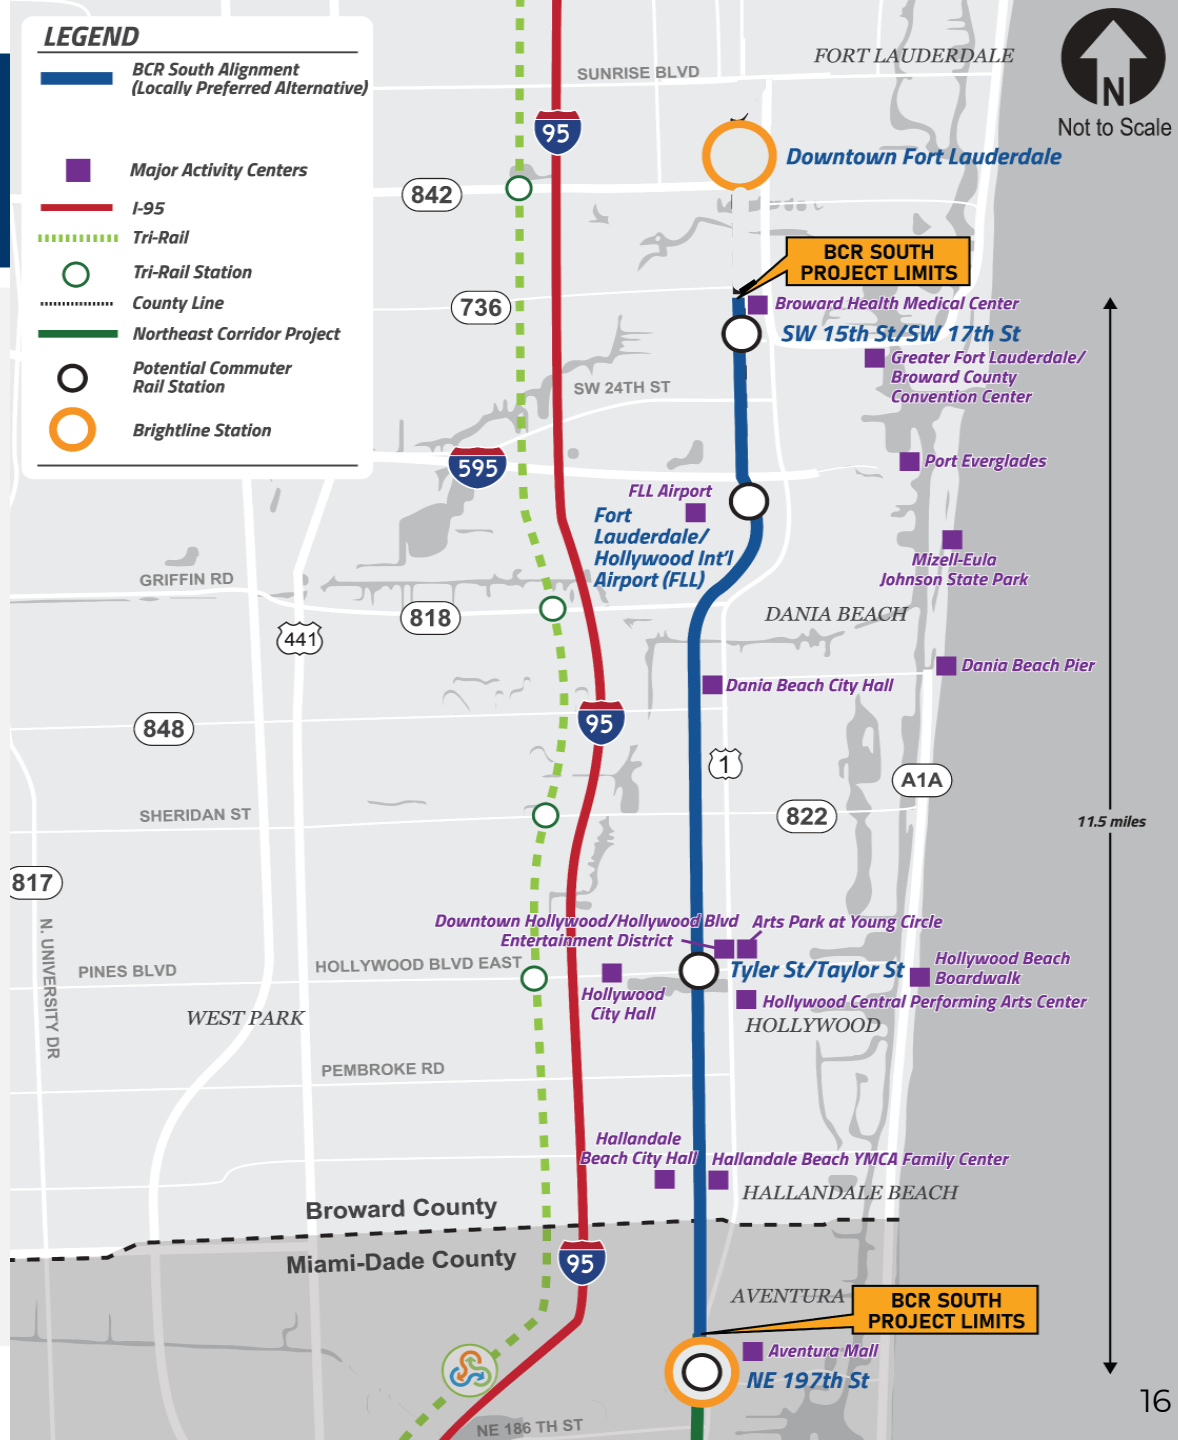 LEGEND
BCR South Alignment
(Locally Preferred Alternative)
Major Activity Centers
I-95
Tri-Rail
Tri-Rail Station
County Line
Northeast Corridor Project
Potential Commuter
Rail Station
Brightline Station
FORT LAUDERDALE
N
Not to Scale
SUNRISE BLVD
95
Downtown Fort Lauderdale
842
BCR SOUTH
PROJECT LIMITS
736
Broward Health Medical Center
SW 15th St/SW 17th St
Greater Fort Lauderdale/
Broward County
Convention Center
SW 24TH ST
595
Port Everglades
FLL Airport
Fort
Lauderdale/
Hollywood Int'l
Airport (FLL)
Mizell-Eula
Johnson State Park
GRIFFIN RD
818
441
DANIA BEACH
Dania Beach Pier
Dania Beach City Hall
848
95
1
A1A
SHERIDAN ST
822
11.5 miles
817
N. UNIVERSITY DR
Downtown Hollywood/Hollywood Blvd
Entertainment District
Arts Park at Young Circle
PINES BLVD
HOLLYWOOD BLVD EAST
Tyler St/Taylor St
Hollywood Beach
Boardwalk
Hollywood
City Hall
Hollywood Central Performing Arts Center
WEST PARK
HOLLYWOOD
PEMBROKE RD
Hallandale
Beach City Hall
Hallandale Beach YMCA Family Center
HALLANDALE BEACH
Broward County
Miami-Dade County
95
AVENTURA
BCR SOUTH
PROJECT LIMITS
Aventura Mall
NE 197th St
NE 186 TH ST
16